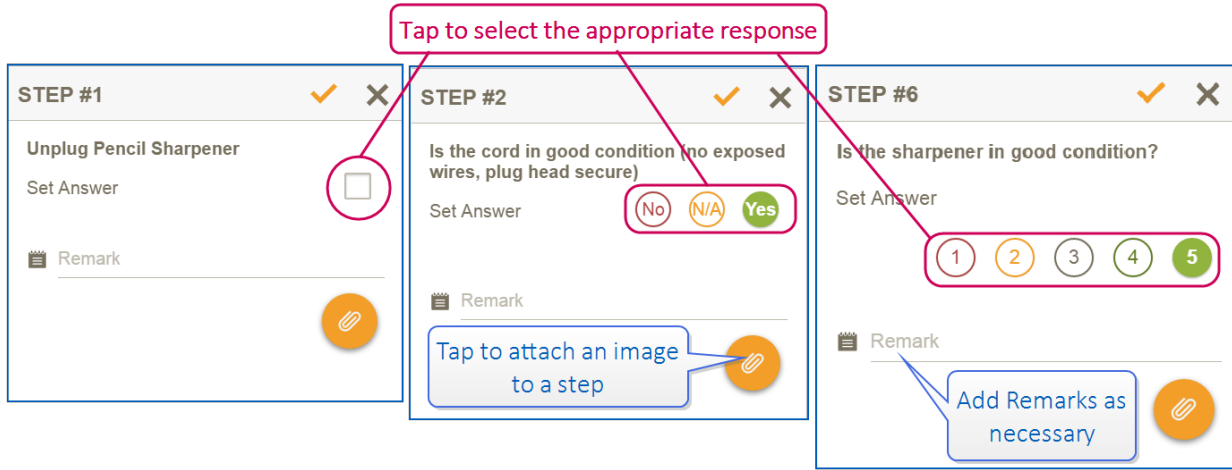 Tap to select the appropriate response
STEP #1
Unplug Pencil Sharpener
Set Answer
Remark
STEP #2
Is the cord in good condition (no exposed
wires, plug head secure)
Set Answer
No N/A Yes
Remark
Tap to attach an image
to a step
STEP #6
Is the sharpener in good condition?
Set Answer
1 2 3 4 5
Remark
Add Remarks as
necessary